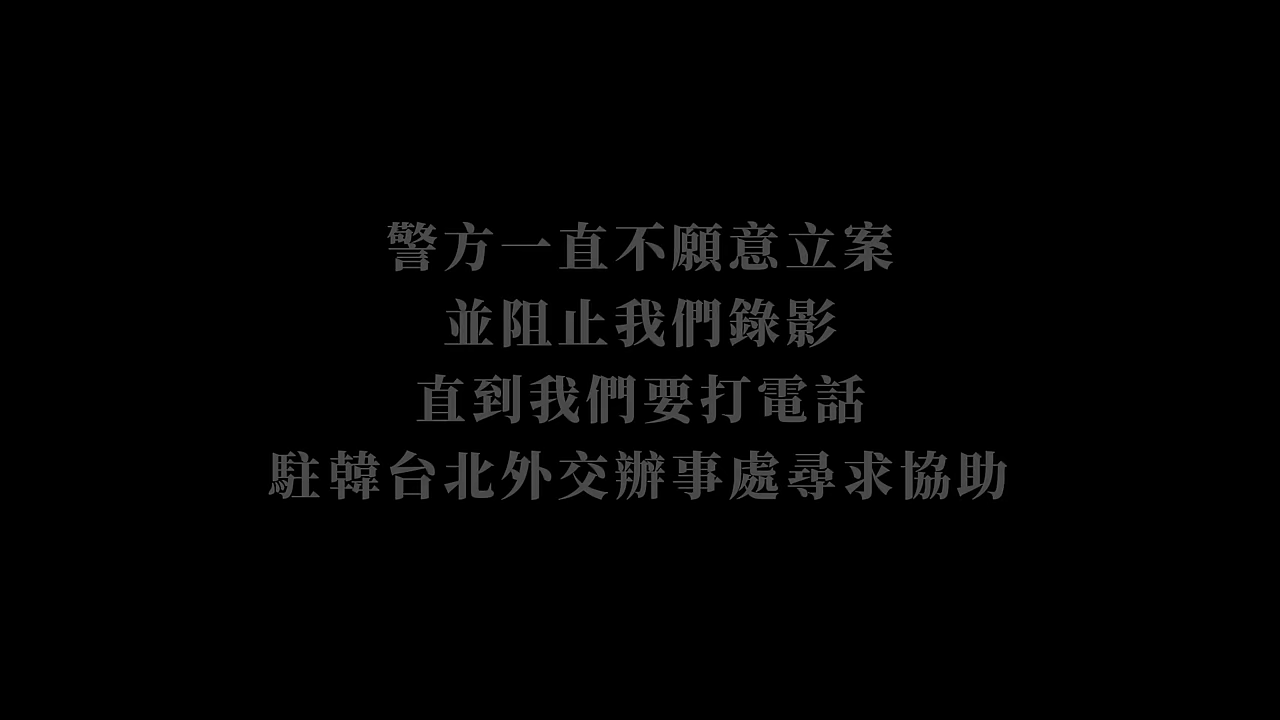 警方一直不願意立案
並阻止我們錄影
直到我們要打電話
駐韓台北外交辦事處尋求協助